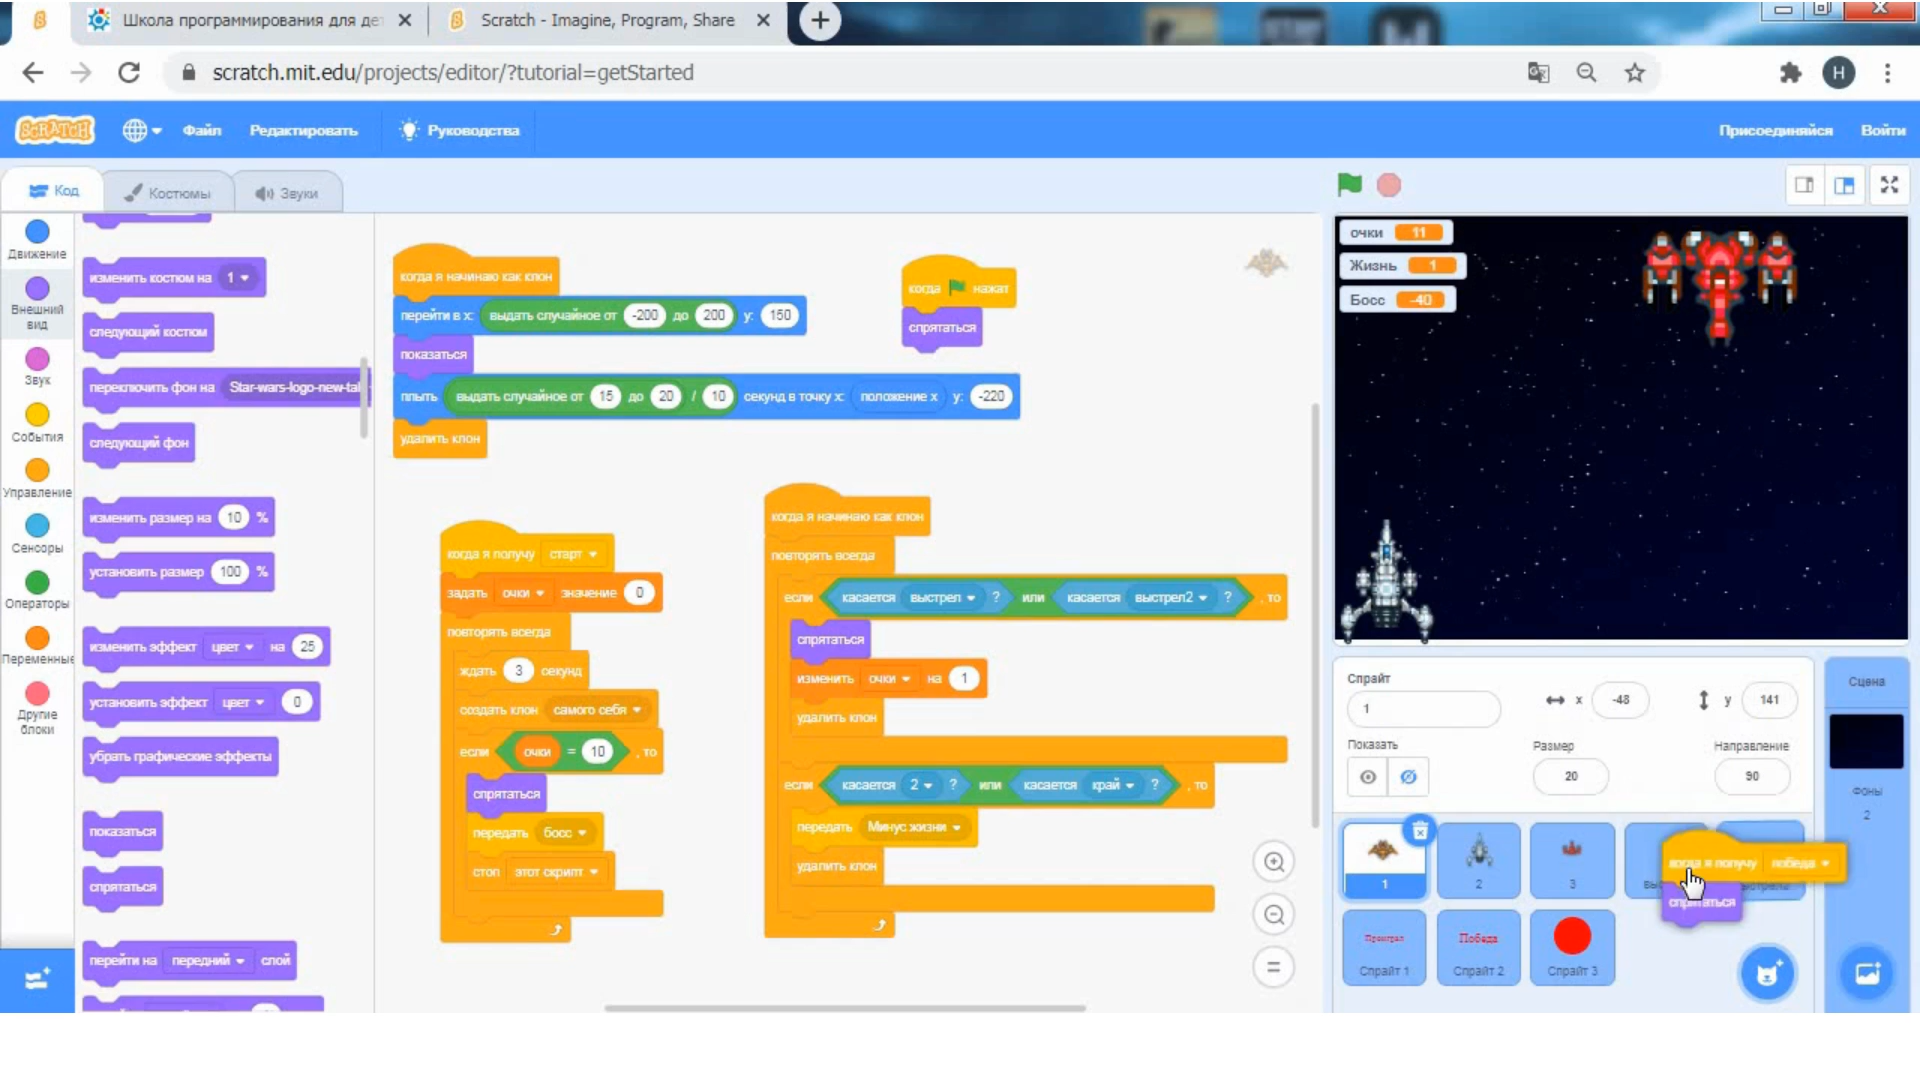 Школа программирования для де
Scratch - Imagine, Program, Share
scratch.mit.edu/projects/editor/?tutorial=getStarted
H
SCRATCH
Файл
Редактировать
Руководства
Присоединяйся
Войти
Код
Костюмы
Звуки
Движение
Внешний вид
Звук
События
Управление
Сенсоры
Операторы
Переменные
Другие блоки
изменить костюм на 1
следующий костюм
переключить фон на Star-wars-logo-new-tal
следующий фон
изменить размер на 10 %
установить размер 100 %
изменить эффект цвет на 25
установить эффект цвет 0
убрать графические эффекты
показаться
спрятаться
перейти на передний слой
когда я начинаю как клон
перейти в x: выдать случайное от -200 до 200 y: 150
показаться
плыть выдать случайное от 15 до 20 / 10 секунд в точку x: положение x y: -220
удалить клон
когда нажат
спрятаться
когда я получу старт
задать очки значение 0
повторять всегда
ждать 3 секунд
создать клон самого себя
если очки = 10 , то
спрятаться
передать босс
стоп этот скрипт
когда я начинаю как клон
повторять всегда
если касается выстрел ? или касается выстрел2 ? , то
спрятаться
изменить очки на 1
удалить клон
если касается 2 ? или касается край ? , то
передать Минус жизни
удалить клон
очки 11
Жизнь 1
Босс -40
Спрайт
1
x -48
y 141
Показать
Размер
20
Направление
90
Сцена
Фоны
2
1
2
3
когда я получу победа
спрятаться
Проиграл
Спрайт 1
Победа
Спрайт 2
Спрайт 3